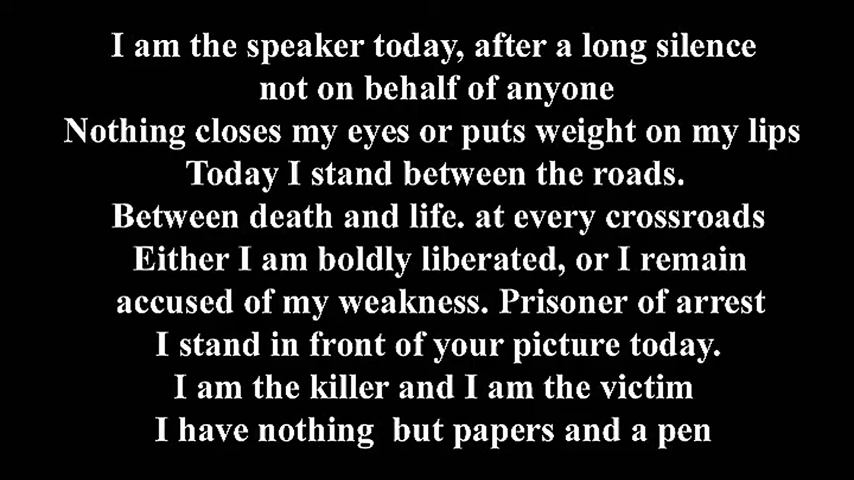 I am the speaker today, after a long silence
not on behalf of anyone
Nothing closes my eyes or puts weight on my lips
Today I stand between the roads.
Between death and life. at every crossroads
Either I am boldly liberated, or I remain
accused of my weakness. Prisoner of arrest
I stand in front of your picture today.
I am the killer and I am the victim
I have nothing  but papers and a pen